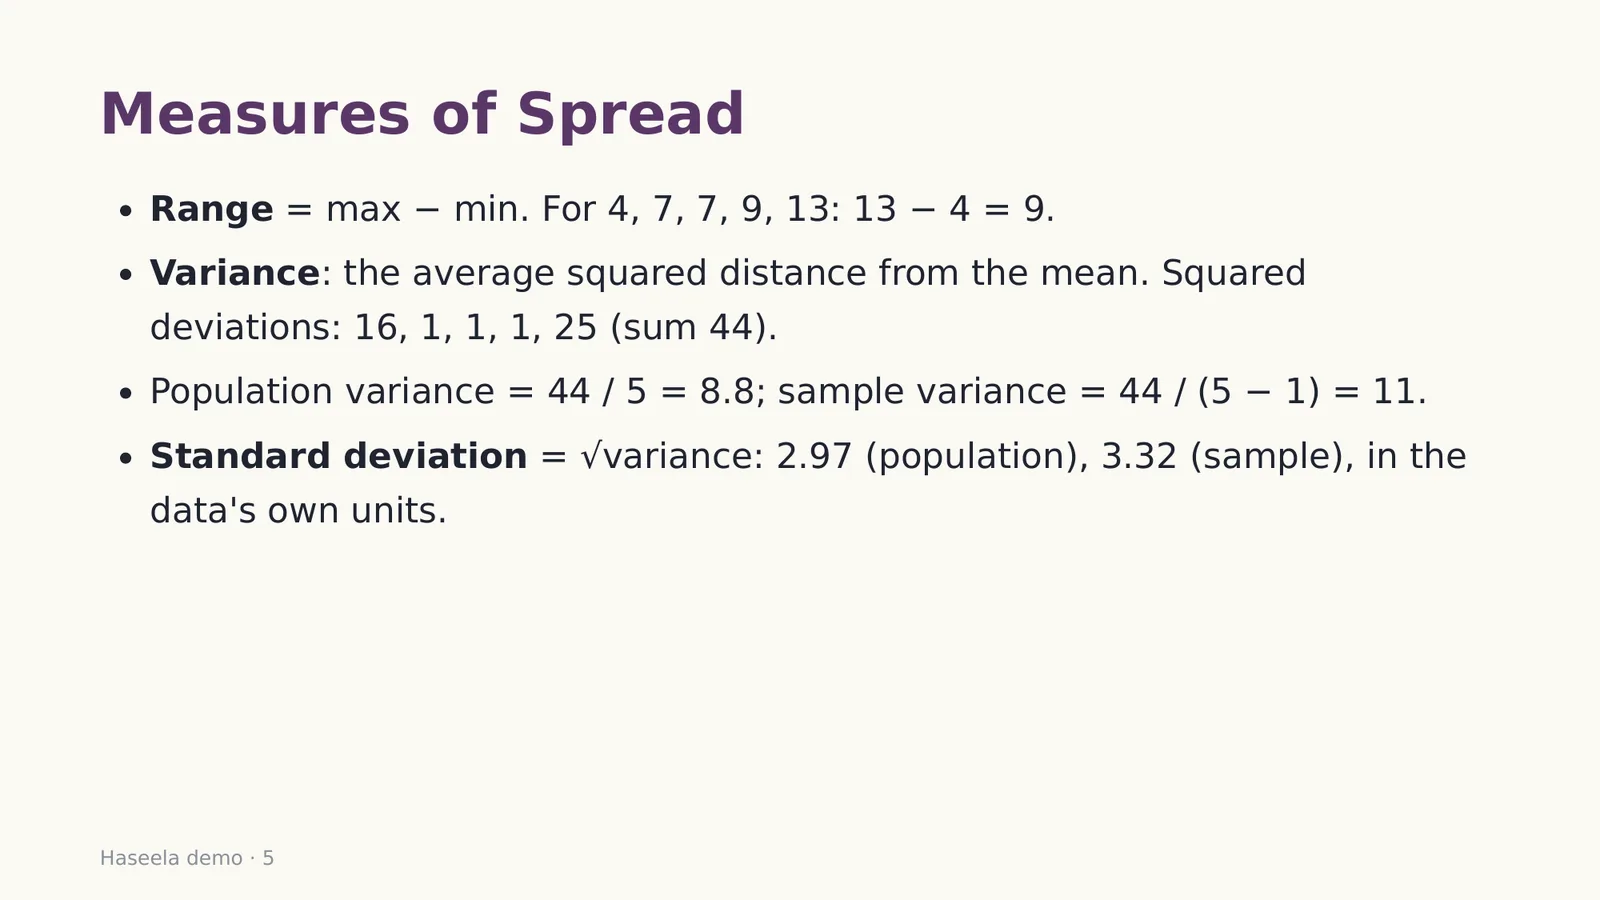 Measures of Spread
• Range = max − min. For 4, 7, 7, 9, 13: 13 − 4 = 9.
• Variance: the average squared distance from the mean. Squared
deviations: 16, 1, 1, 1, 25 (sum 44).
• Population variance = 44 / 5 = 8.8; sample variance = 44 / (5 − 1) = 11.
• Standard deviation = √variance: 2.97 (population), 3.32 (sample), in the
data's own units.
Haseela demo · 5